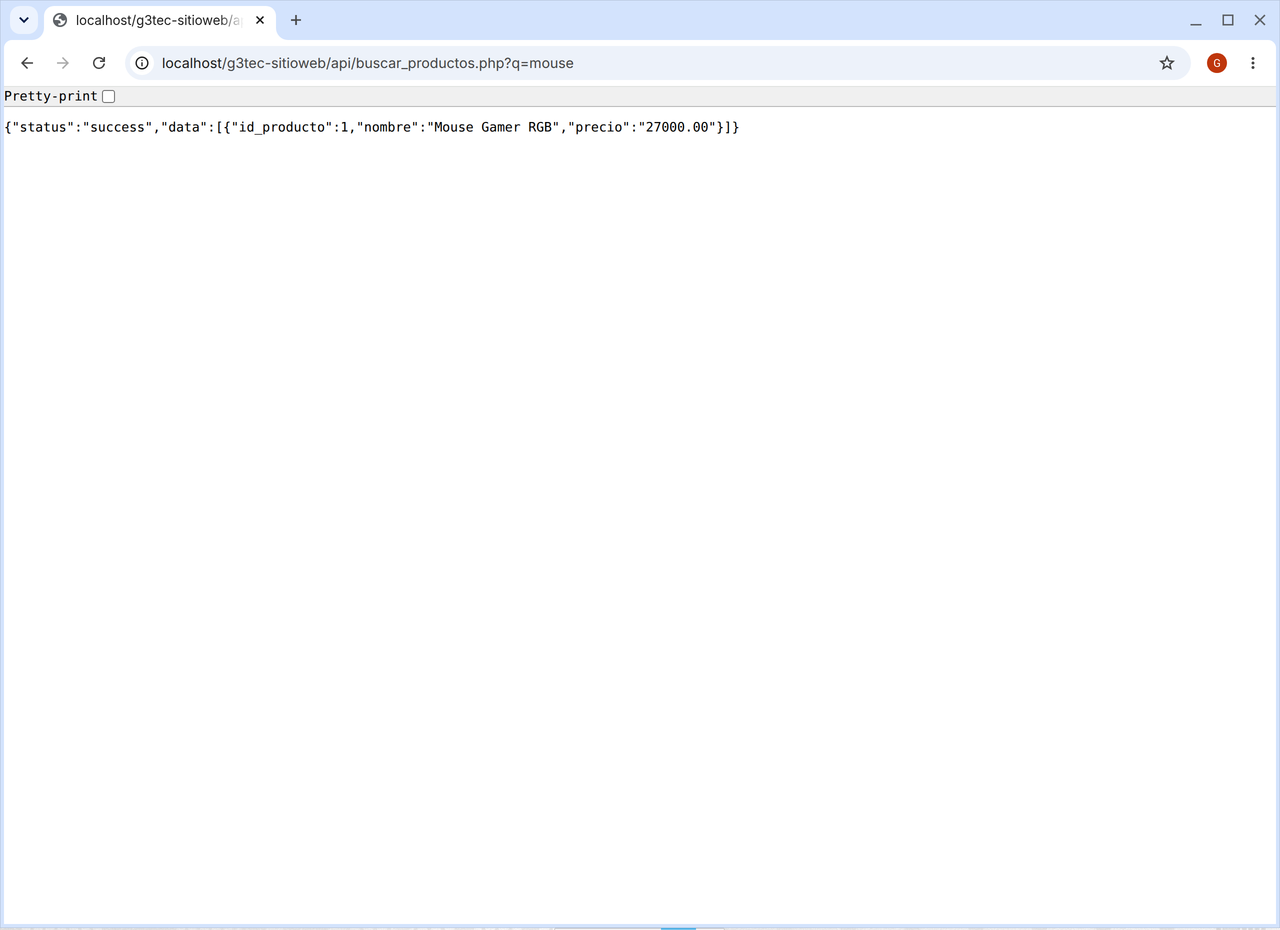 localhost/g3tec-sitioweb/a
localhost/g3tec-sitioweb/api/buscar_productos.php?q=mouse
G
Pretty-print
{"status":"success","data":[{"id_producto":1,"nombre":"Mouse Gamer RGB","precio":"27000.00"}]}